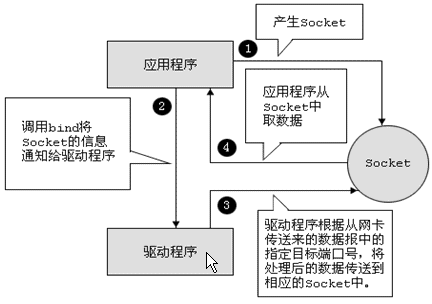 产生Socket
1
应用程序
2
应用程序从
Socket中
取数据
调用bind将
Socket的信息
通知给驱动程序
4
Socket
3
驱动程序
驱动程序根据从网卡
传送来的数据报中的
指定目标端口号，将
处理后的数据传送到
相应的Socket中。